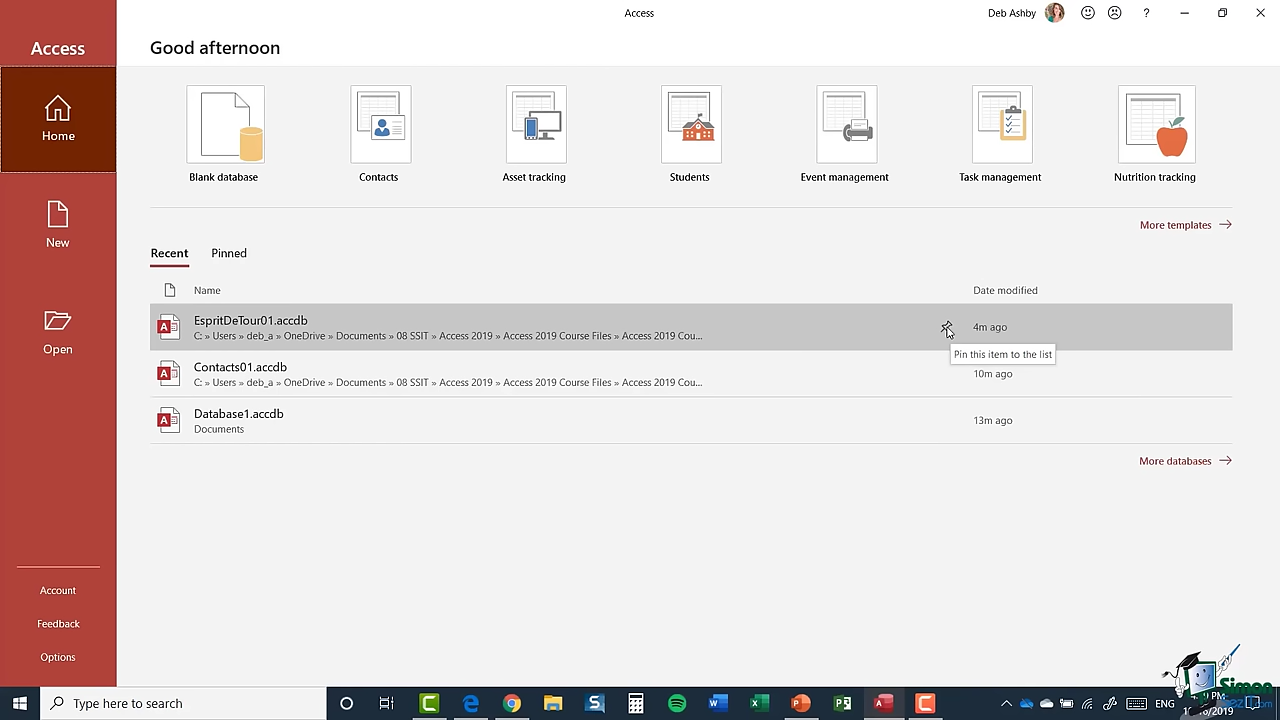 Access
Deb Ashby
?
Access
Good afternoon
Home
New
Open
Blank database
Contacts
Asset tracking
Students
Event management
Task management
Nutrition tracking
More templates
Recent
Pinned
Name
Date modified
EspritDeTour01.accdb
C: » Users » deb_a » OneDrive » Documents » 08 SSIT » Access 2019 » Access 2019 Course Files » Access 2019 Cou...
4m ago
Pin this item to the list
Contacts01.accdb
C: » Users » deb_a » OneDrive » Documents » 08 SSIT » Access 2019 » Access 2019 Course Files » Access 2019 Cou...
10m ago
Database1.accdb
Documents
13m ago
More databases
Account
Feedback
Options
Type here to search
ENG
Simon